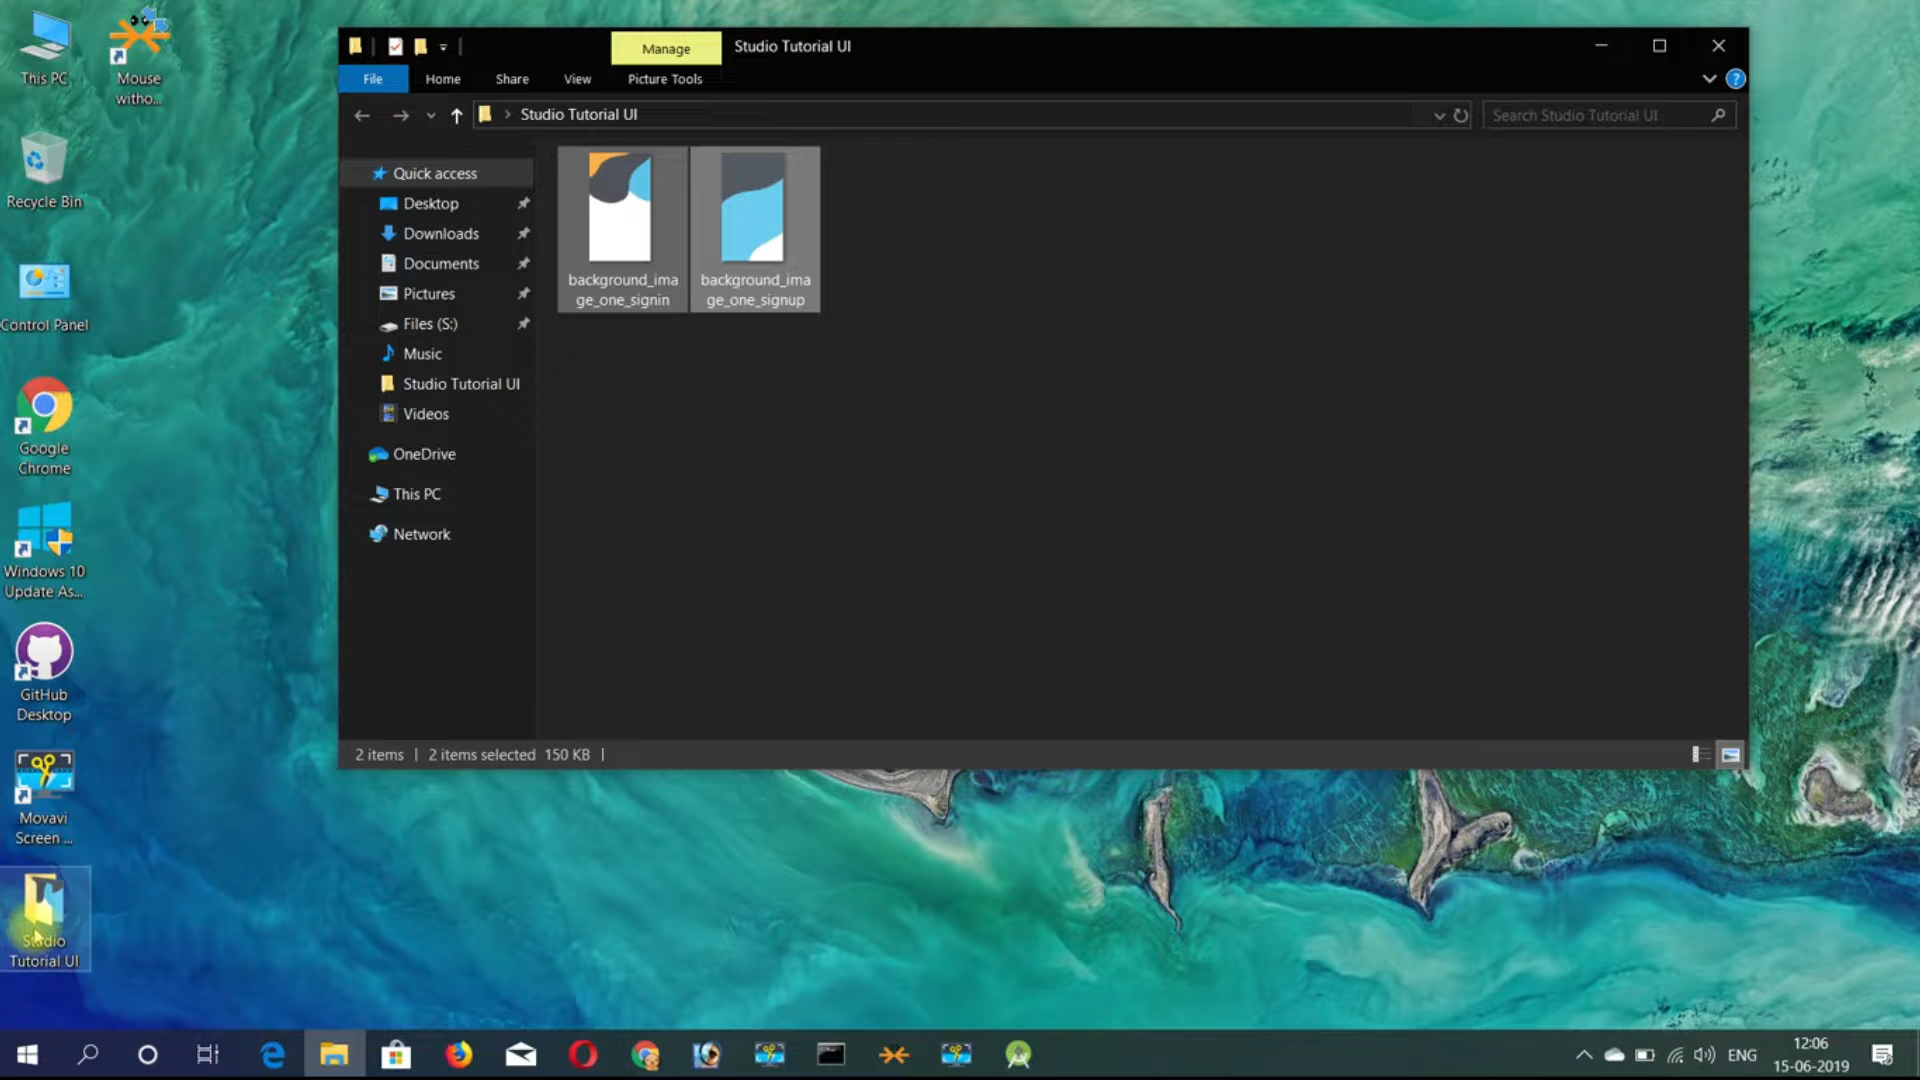 This PC
Mouse
witho...
Recycle Bin
Control Panel
Google
Chrome
Windows 10
Update As...
GitHub
Desktop
Movavi
Screen ...
Studio
Tutorial UI
Manage
Studio Tutorial UI
File
Home
Share
View
Picture Tools
?
Studio Tutorial UI
Search Studio Tutorial UI
Quick access
Desktop
Downloads
Documents
Pictures
Files (S:)
Music
Studio Tutorial UI
Videos
OneDrive
This PC
Network
background_ima
ge_one_signin
background_ima
ge_one_signup
2 items
2 items selected 150 KB
ENG
12:06
15-06-2019